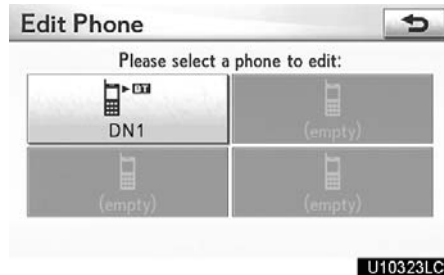 Edit Phone
Please select a phone to edit:
BT
DN1
(empty)
(empty)
(empty)
U10323LC